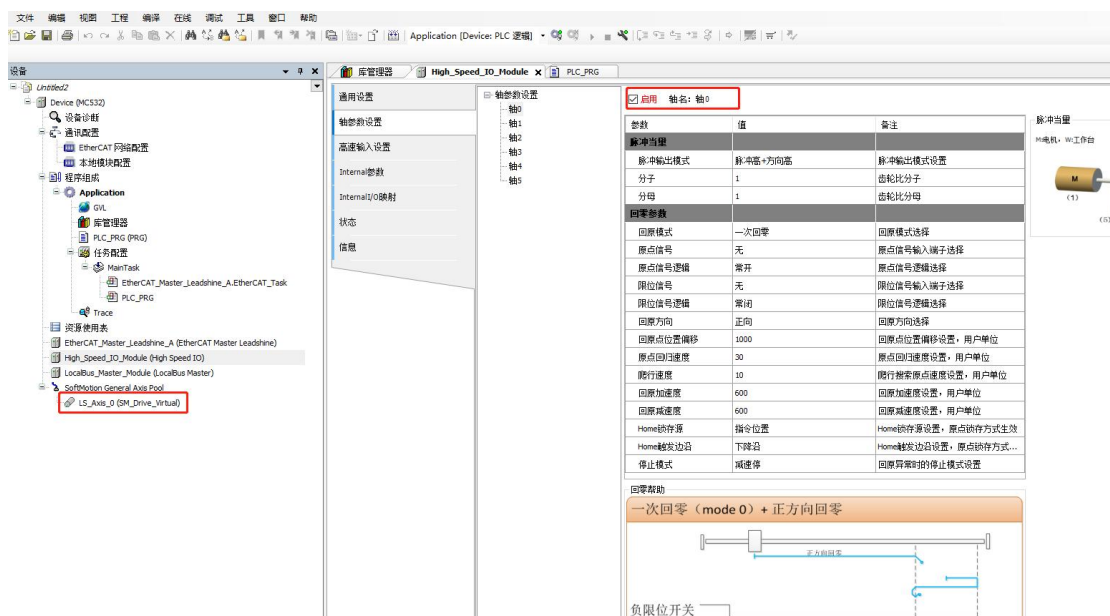 文件 编辑 视图 工程 编译 在线 调试 工具 窗口 帮助
Application [Device: PLC 逻辑]
设备
Untitled2
Device (MC532)
设备诊断
通讯配置
EtherCAT 网络配置
本地模块配置
程序组成
Application
GVL
库管理器
PLC_PRG (PRG)
任务配置
MainTask
EtherCAT_Master_Leadshine_A.EtherCAT_Task
PLC_PRG
Trace
资源使用表
EtherCAT_Master_Leadshine_A (EtherCAT Master Leadshine)
High_Speed_IO_Module (High Speed IO)
LocalBus_Master_Module (LocalBus Master)
SoftMotion General Axis Pool
LS_Axis_0 (SM_Drive_Virtual)
库管理器 High_Speed_IO_Module PLC_PRG
通用设置
轴参数设置
高速输入设置
Internal参数
InternalI/O映射
状态
信息
轴参数设置
轴0
轴1
轴2
轴3
轴4
轴5
启用 轴名：轴0
参数 值 备注
脉冲当里
脉冲输出模式 脉冲高+方向高 脉冲输出模式设置
分子 1 齿轮比分子
分母 1 齿轮比分母
回零参数
回原模式 一次回零 回原模式选择
原点信号 无 原点信号输入端子选择
原点信号逻辑 常开 原点信号逻辑选择
限位信号 无 限位信号输入端子选择
限位信号逻辑 常闭 限位信号逻辑选择
回原方向 正向 回原方向选择
回原点位置偏移 1000 回原点位置偏移设置，用户单位
原点回归速度 30 原点回归速度设置，用户单位
爬行速度 10 爬行搜索原点速度设置，用户单位
回原加速度 600 回原加速度设置，用户单位
回原减速度 600 回原减速度设置，用户单位
Home锁存源 指令位置 Home锁存源设置，原点锁存方式生效
Home触发边沿 下降沿 Home触发边沿设置，原点锁存方式...
停止模式 减速停 回原异常时的停止模式设置
脉冲当量
M:电机，W:工作台
M
(1)
回零帮助
一次回零（mode 0）+ 正方向回零
正方向回零
负限位开关